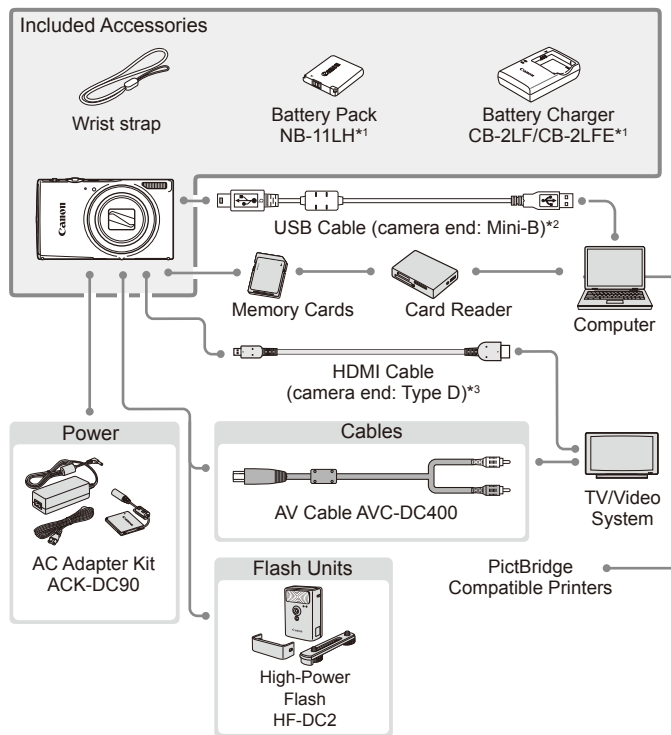 Included Accessories
Wrist strap
Battery Pack
NB-11LH*1
Battery Charger
CB-2LF/CB-2LFE*1
Canon
USB Cable (camera end: Mini-B)*2
Memory Cards
Card Reader
Computer
HDMI Cable
(camera end: Type D)*3
Power
AC Adapter Kit
ACK-DC90
Cables
AV Cable AVC-DC400
TV/Video
System
Flash Units
High-Power
Flash
HF-DC2
PictBridge
Compatible Printers